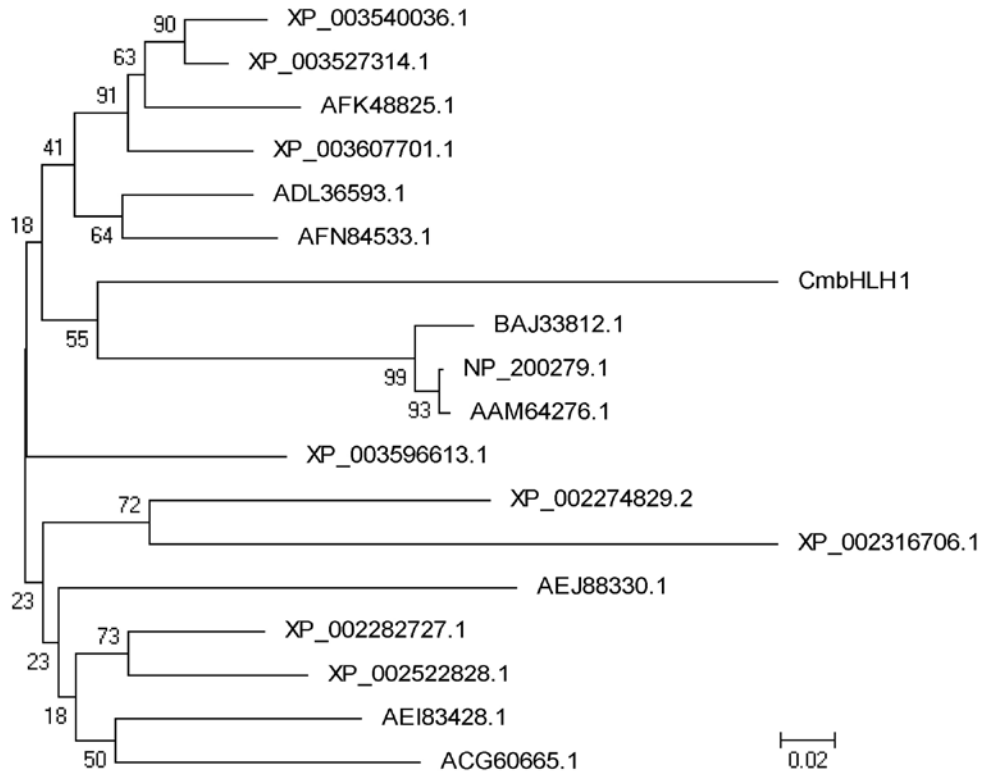 90
XP_003540036.1
63
XP_003527314.1
91
AFK48825.1
41
XP_003607701.1
ADL36593.1
18
64
AFN84533.1
CmbHLH1
55
BAJ33812.1
99
NP_200279.1
93
AAM64276.1
XP_003596613.1
72
XP_002274829.2
XP_002316706.1
23
AEJ88330.1
73
XP_002282727.1
23
XP_002522828.1
18
AEI83428.1
50
ACG60665.1
0.02